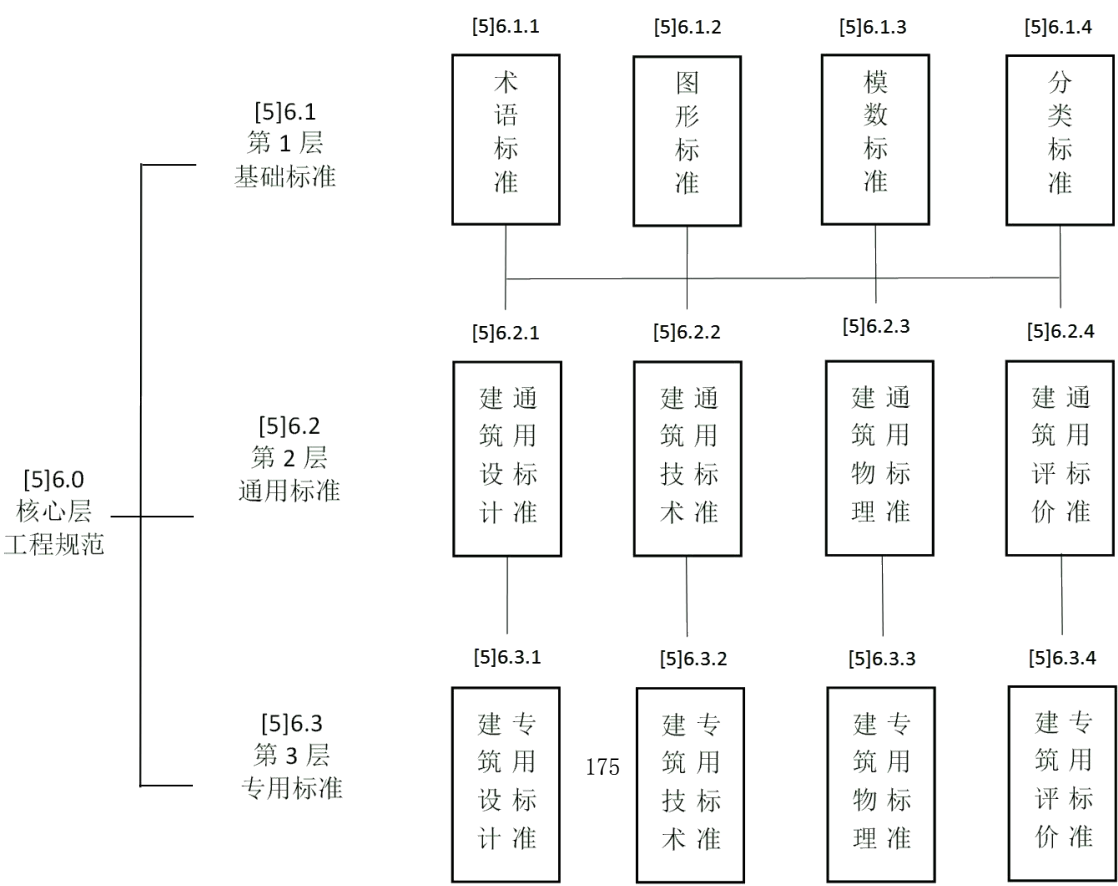 [5]6.0
核心层
工程规范
[5]6.1
第 1 层
基础标准
[5]6.1.1
术语标准
[5]6.1.2
图形标准
[5]6.1.3
模数标准
[5]6.1.4
分类标准
[5]6.2
第 2 层
通用标准
[5]6.2.1
建筑设计
通用标准
[5]6.2.2
建筑技术
通用标准
[5]6.2.3
建筑物理
通用标准
[5]6.2.4
建筑评价
通用标准
[5]6.3
第 3 层
专用标准
[5]6.3.1
建筑设计
专用标准
175
[5]6.3.2
建筑技术
专用标准
[5]6.3.3
建筑物理
专用标准
[5]6.3.4
建筑评价
专用标准